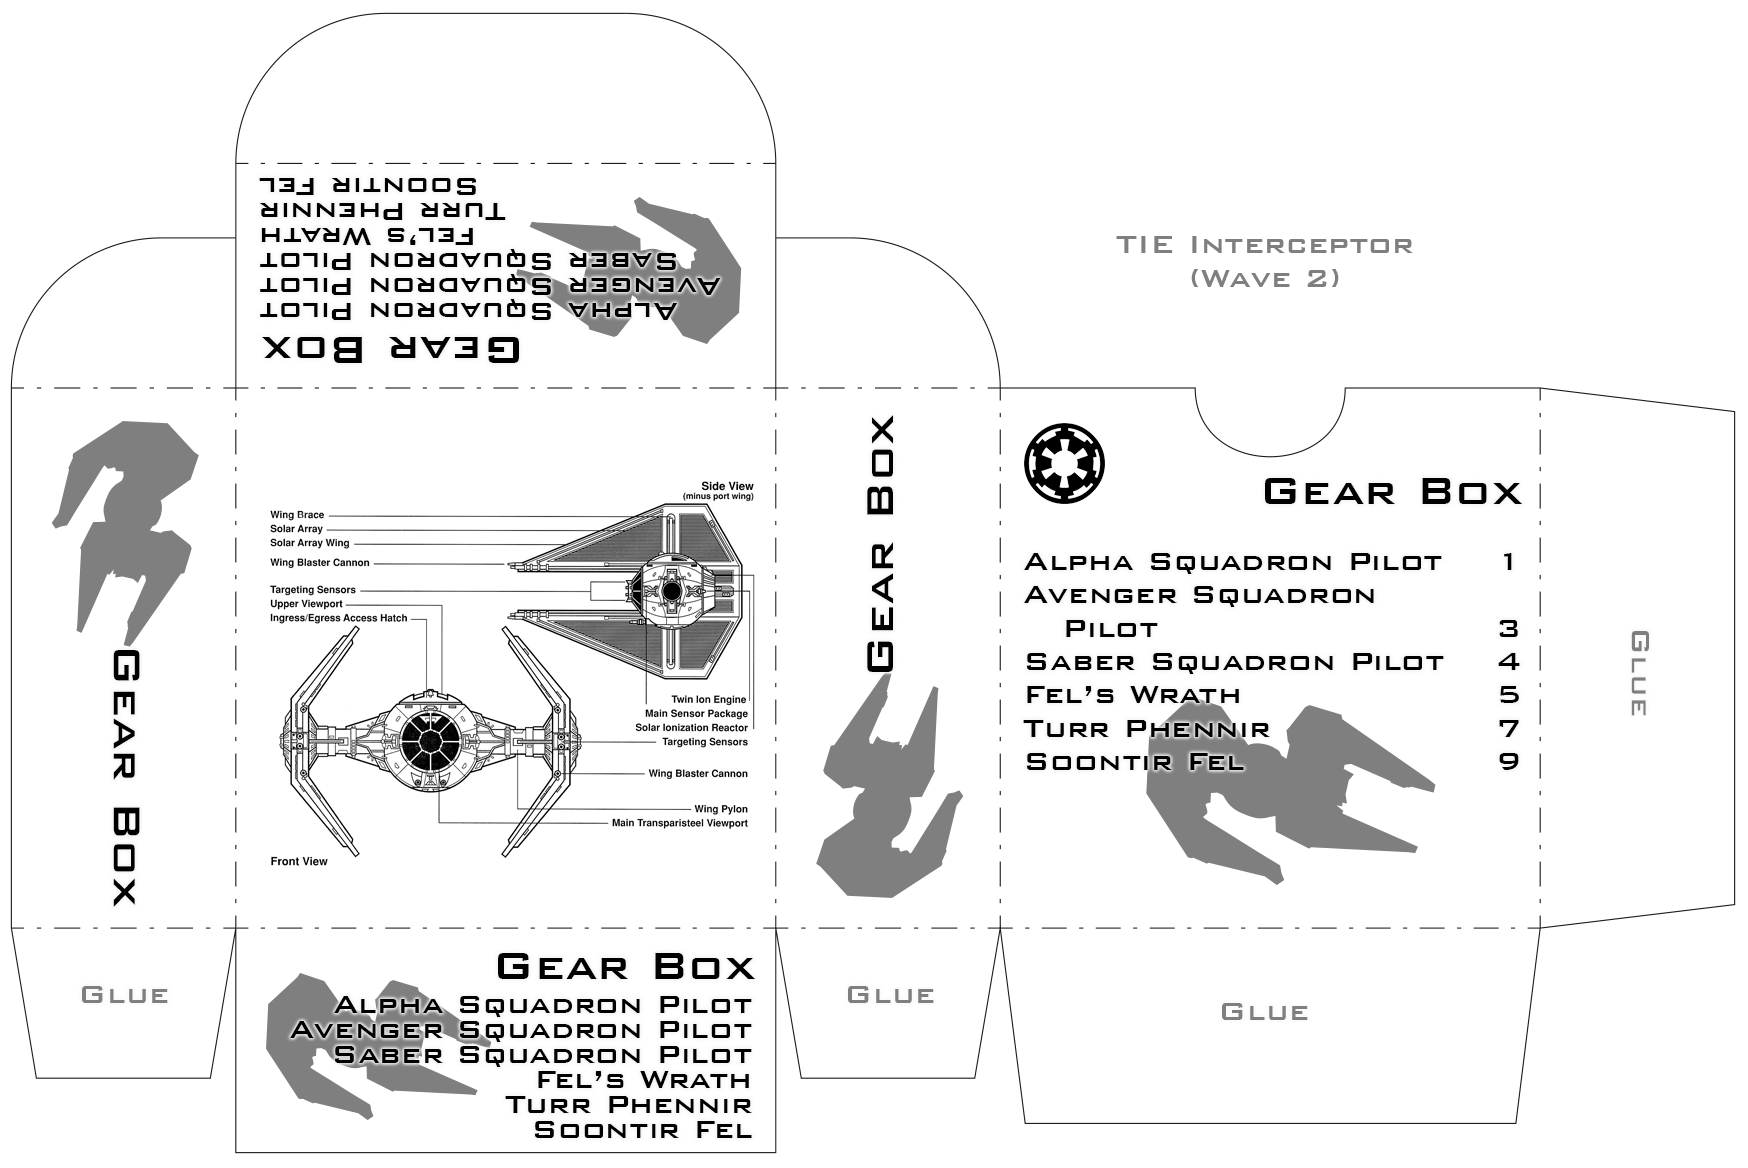 SOONTIR FEL
TURR PHENNIR
FEL'S WRATH
SABER SQUADRON PILOT
AVENGER SQUADRON PILOT
ALPHA SQUADRON PILOT
GEAR BOX
TIE INTERCEPTOR
(WAVE 2)
GEAR BOX
Side View
(minus port wing)
Wing Brace
Solar Array
Solar Array Wing
Wing Blaster Cannon
Targeting Sensors
Upper Viewport
Ingress/Egress Access Hatch
Twin Ion Engine
Main Sensor Package
Solar Ionization Reactor
Targeting Sensors
Wing Blaster Cannon
Wing Pylon
Main Transparisteel Viewport
Front View
GEAR BOX
GEAR BOX
ALPHA SQUADRON PILOT 1
AVENGER SQUADRON
PILOT 3
SABER SQUADRON PILOT 4
FEL'S WRATH 5
TURR PHENNIR 7
SOONTIR FEL 9
GLUE
GLUE
GEAR BOX
ALPHA SQUADRON PILOT
AVENGER SQUADRON PILOT
SABER SQUADRON PILOT
FEL'S WRATH
TURR PHENNIR
SOONTIR FEL
GLUE
GLUE